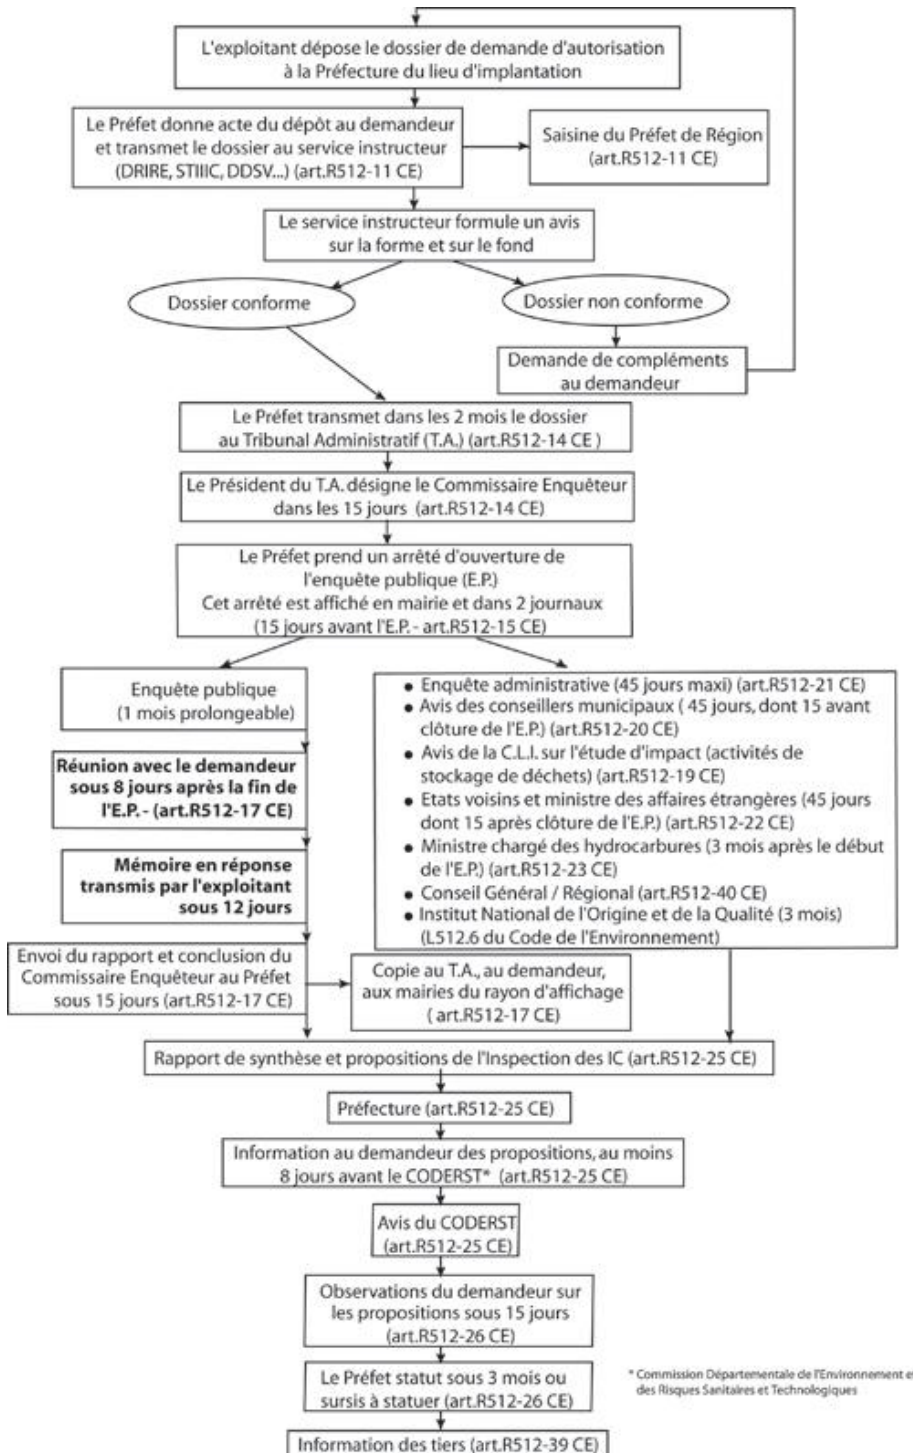 L'exploitant dépose le dossier de demande d'autorisation
à la Préfecture du lieu d'implantation
Le Préfet donne acte du dépôt au demandeur
et transmet le dossier au service instructeur
(DRIRE, STIIIC, DDSV...) (art.R512-11 CE)
Saisine du Préfet de Région
(art.R512-11 CE)
Le service instructeur formule un avis
sur la forme et sur le fond
Dossier conforme
Dossier non conforme
Demande de compléments
au demandeur
Le Préfet transmet dans les 2 mois le dossier
au Tribunal Administratif (T.A.) (art.R512-14 CE )
Le Président du T.A. désigne le Commissaire Enquêteur
dans les 15 jours (art.R512-14 CE)
Le Préfet prend un arrêté d'ouverture de
l'enquête publique (E.P.)
Cet arrêté est affiché en mairie et dans 2 journaux
(15 jours avant l'E.P. - art.R512-15 CE)
Enquête publique
(1 mois prolongeable)
Réunion avec le demandeur
sous 8 jours après la fin de
l'E.P. - (art.R512-17 CE)
Mémoire en réponse
transmis par l'exploitant
sous 12 jours
Envoi du rapport et conclusion du
Commissaire Enquêteur au Préfet
sous 15 jours (art.R512-17 CE)
• Enquête administrative (45 jours maxi) (art.R512-21 CE)
• Avis des conseillers municipaux ( 45 jours, dont 15 avant
clôture de l'E.P.) (art.R512-20 CE)
• Avis de la C.L.I. sur l'étude d'impact (activités de
stockage de déchets) (art.R512-19 CE)
• Etats voisins et ministre des affaires étrangères (45 jours
dont 15 après clôture de l'E.P.) (art.R512-22 CE)
• Ministre chargé des hydrocarbures (3 mois après le début
de l'E.P.) (art.R512-23 CE)
• Conseil Général / Régional (art.R512-40 CE)
• Institut National de l'Origine et de la Qualité (3 mois)
(L512.6 du Code de l'Environnement)
Copie au T.A., au demandeur,
aux mairies du rayon d'affichage
( art.R512-17 CE)
Rapport de synthèse et propositions de l'Inspection des IC (art.R512-25 CE)
Préfecture (art.R512-25 CE)
Information au demandeur des propositions, au moins
8 jours avant le CODERST* (art.R512-25 CE)
Avis du CODERST
(art.R512-25 CE)
Observations du demandeur sur
les propositions sous 15 jours
(art.R512-26 CE)
Le Préfet statut sous 3 mois ou
sursis à statuer (art.R512-26 CE)
* Commission Départementale de l'Environnement et
des Risques Sanitaires et Technologiques
Information des tiers (art.R512-39 CE)